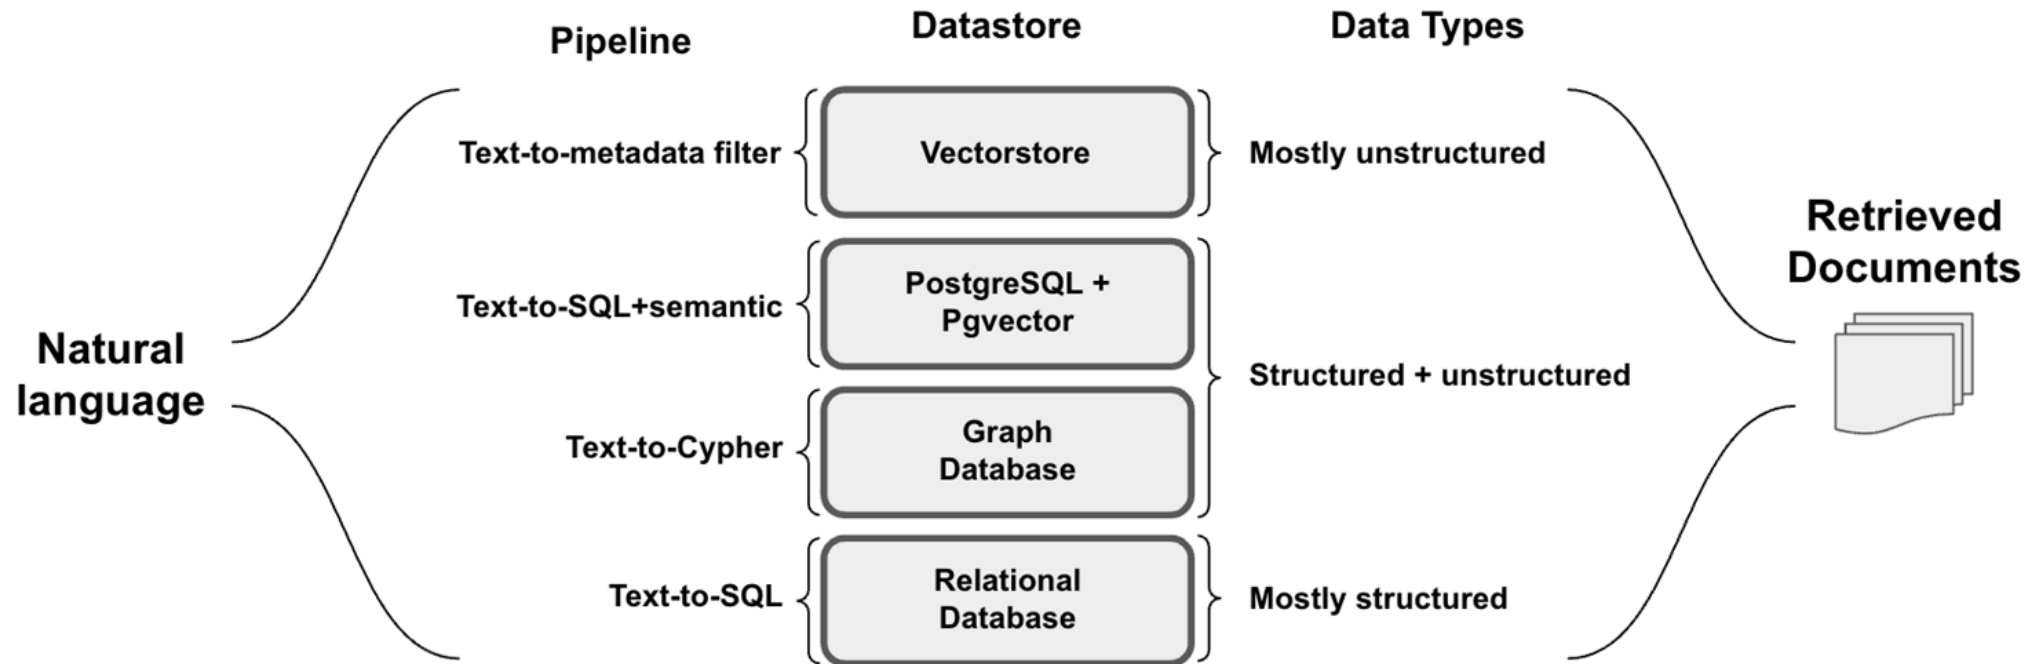 Pipeline
Datastore
Data Types
Natural
language
Text-to-metadata filter
Vectorstore
Mostly unstructured
Text-to-SQL+semantic
PostgreSQL +
Pgvector
Structured + unstructured
Text-to-Cypher
Graph
Database
Text-to-SQL
Relational
Database
Mostly structured
Retrieved
Documents